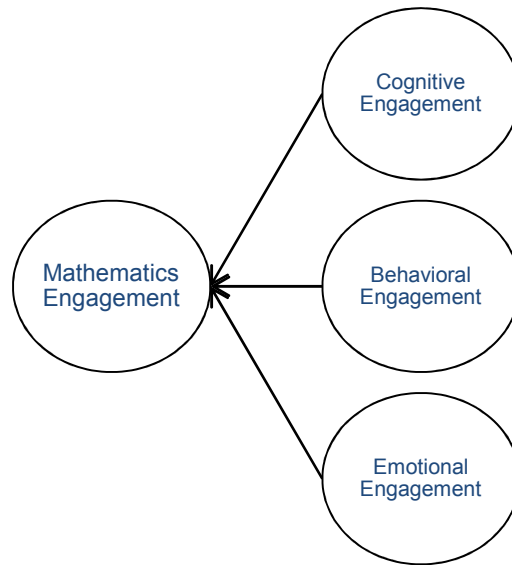 Cognitive
Engagement
Mathematics
Engagement
Behavioral
Engagement
Emotional
Engagement